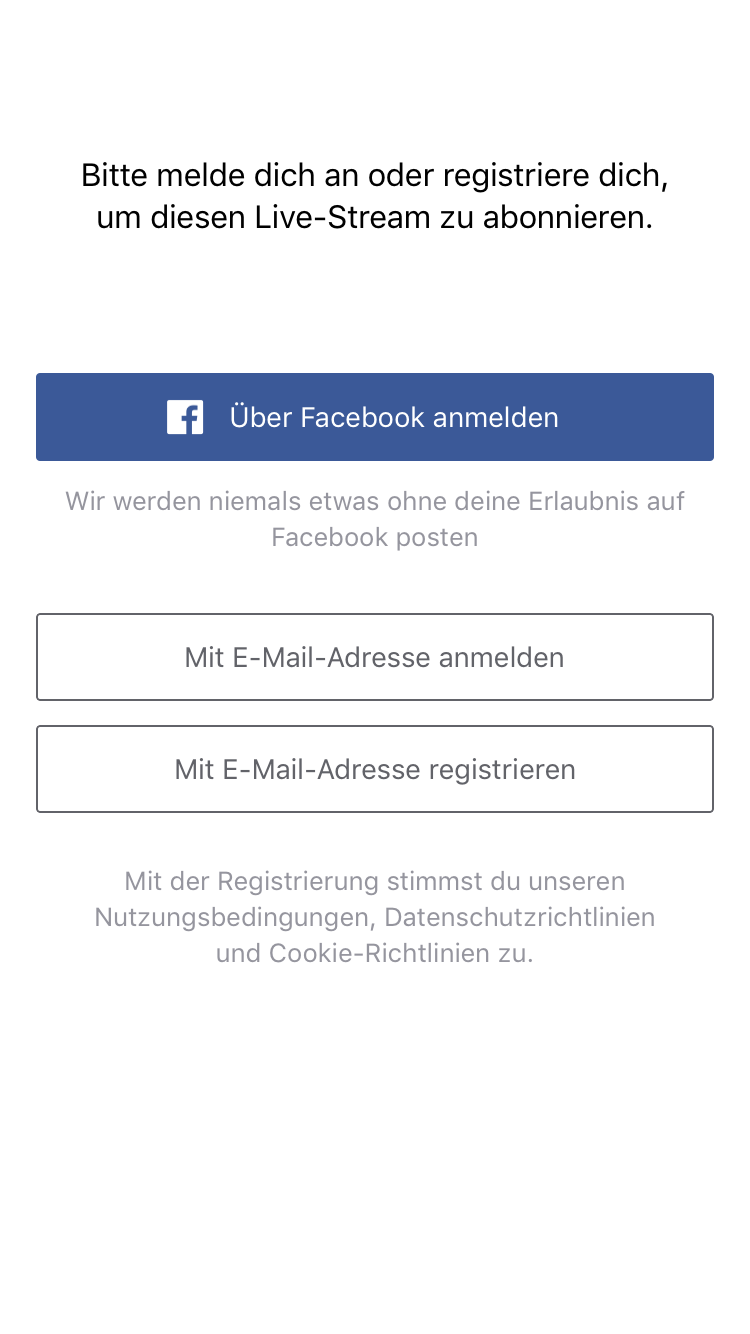 Bitte melde dich an oder registriere dich,
um diesen Live-Stream zu abonnieren.
Über Facebook anmelden
Wir werden niemals etwas ohne deine Erlaubnis auf
Facebook posten
Mit E-Mail-Adresse anmelden
Mit E-Mail-Adresse registrieren
Mit der Registrierung stimmst du unseren
Nutzungsbedingungen, Datenschutzrichtlinien
und Cookie-Richtlinien zu.